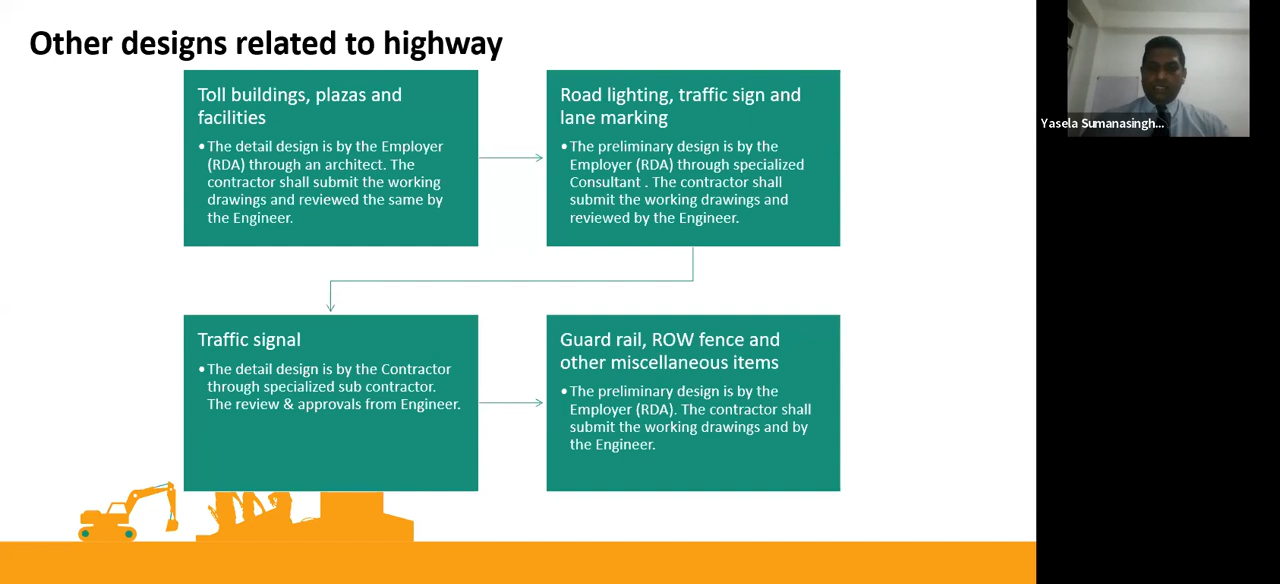 Other designs related to highway
Toll buildings, plazas and
facilities
•The detail design is by the Employer
(RDA) through an architect. The
contractor shall submit the working
drawings and reviewed the same by
the Engineer.
Road lighting, traffic sign and
lane marking
•The preliminary design is by the
Employer (RDA) through specialized
Consultant . The contractor shall
submit the working drawings and
reviewed by the Engineer.
Traffic signal
•The detail design is by the Contractor
through specialized sub contractor.
The review & approvals from Engineer.
Guard rail, ROW fence and
other miscellaneous items
•The preliminary design is by the
Employer (RDA). The contractor shall
submit the working drawings and by
the Engineer.
Yasela Sumanasingh...